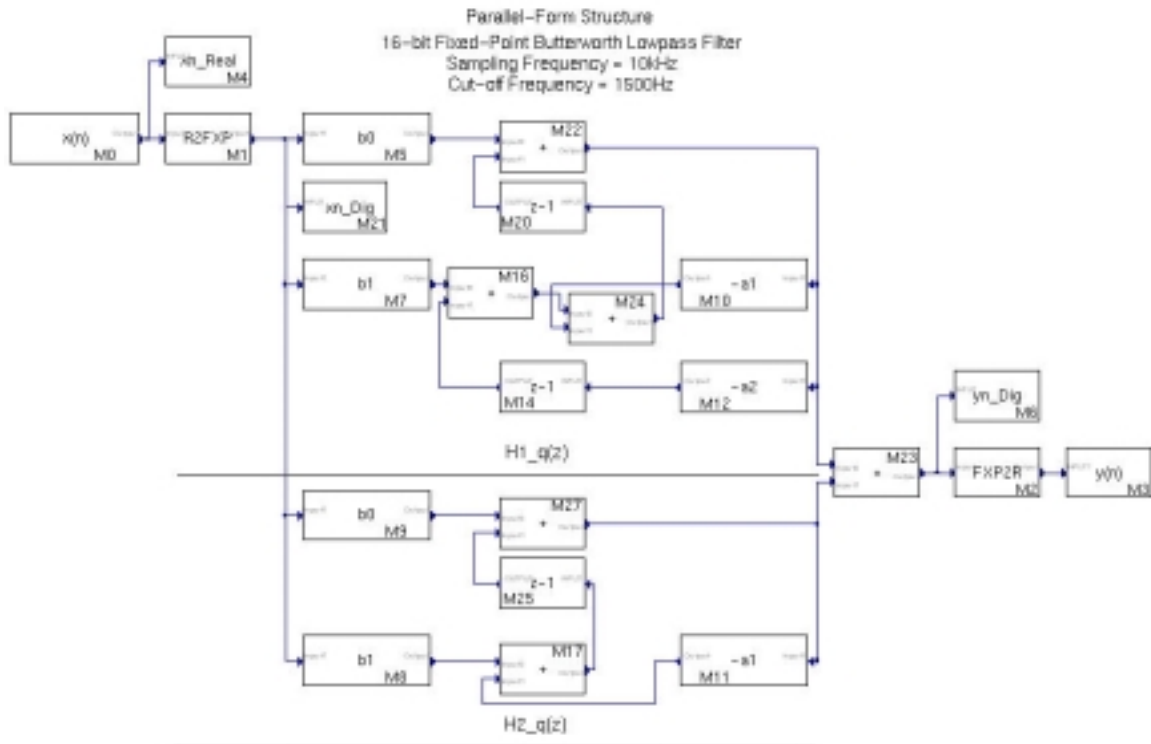 Parallel-Form Structure
16-bit Fixed-Point Butterworth Lowpass Filter
Sampling Frequency = 10kHz
Cut-off Frequency = 1500Hz
xn_Real
M4
x(n)
M0
R2FXP
M1
b0
M5
M22
+
xn_Dig
M21
z-1
M20
b1
M7
M16
+
M24
+
-a1
M10
z-1
M14
-a2
M12
yn_Dig
M6
H1_q(z)
M23
+
FXP2R
M2
y(n)
M3
b0
M9
M27
+
z-1
M25
b1
M8
M17
+
-a1
M11
H2_q(z)